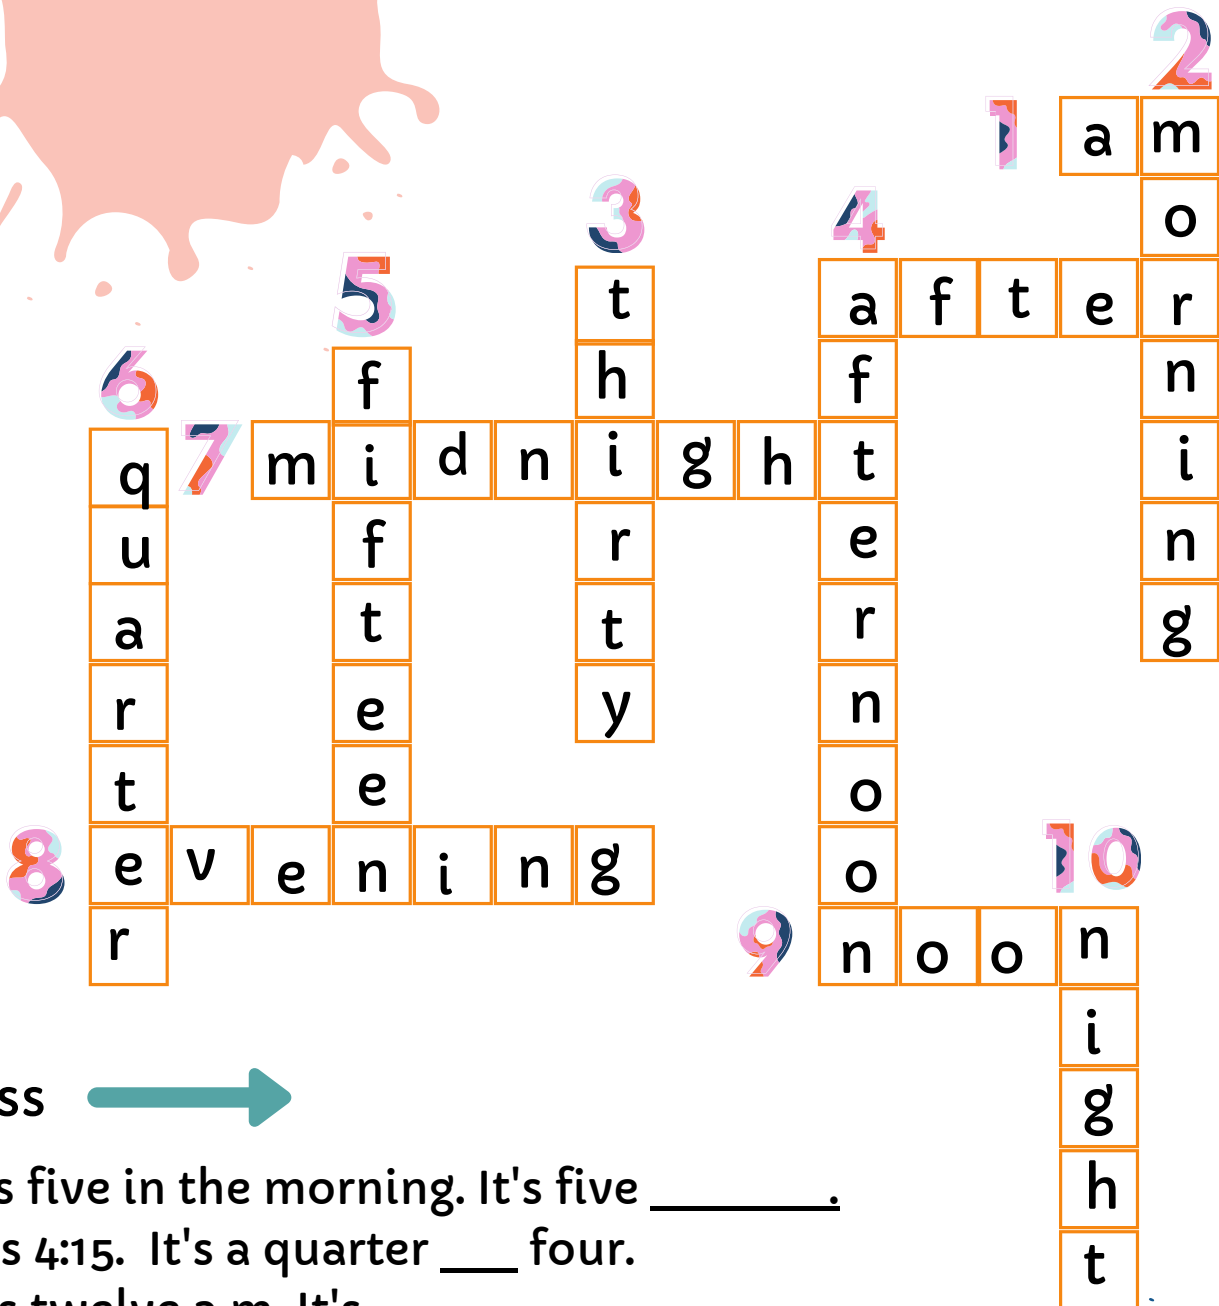 2
1 a m
o
3 4
5 t a f t e r
6 f h f n
q 7 m i d n i g h t i
u f r e n
a t t r g
r e y n
t e o
8 e v e n i n g o 10
r 9 n o o n
i
ss
g
s five in the morning. It's five ______.
h
s 4:15. It's a quarter ___ four.
t